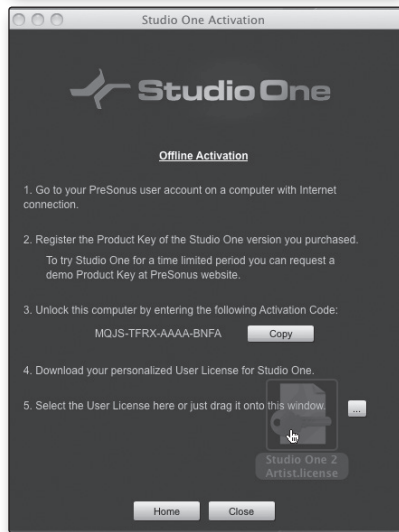 Studio One Activation
Studio One
Offline Activation
1. Go to your PreSonus user account on a computer with Internet
connection.
2. Register the Product Key of the Studio One version you purchased.
To try Studio One for a time limited period you can request a
demo Product Key at PreSonus website.
3. Unlock this computer by entering the following Activation Code:
MQJS-TFRX-AAAA-BNFA Copy
4. Download your personalized User License for Studio One.
5. Select the User License here or just drag it onto this window. ...
Studio One 2
Artist.license
Home Close